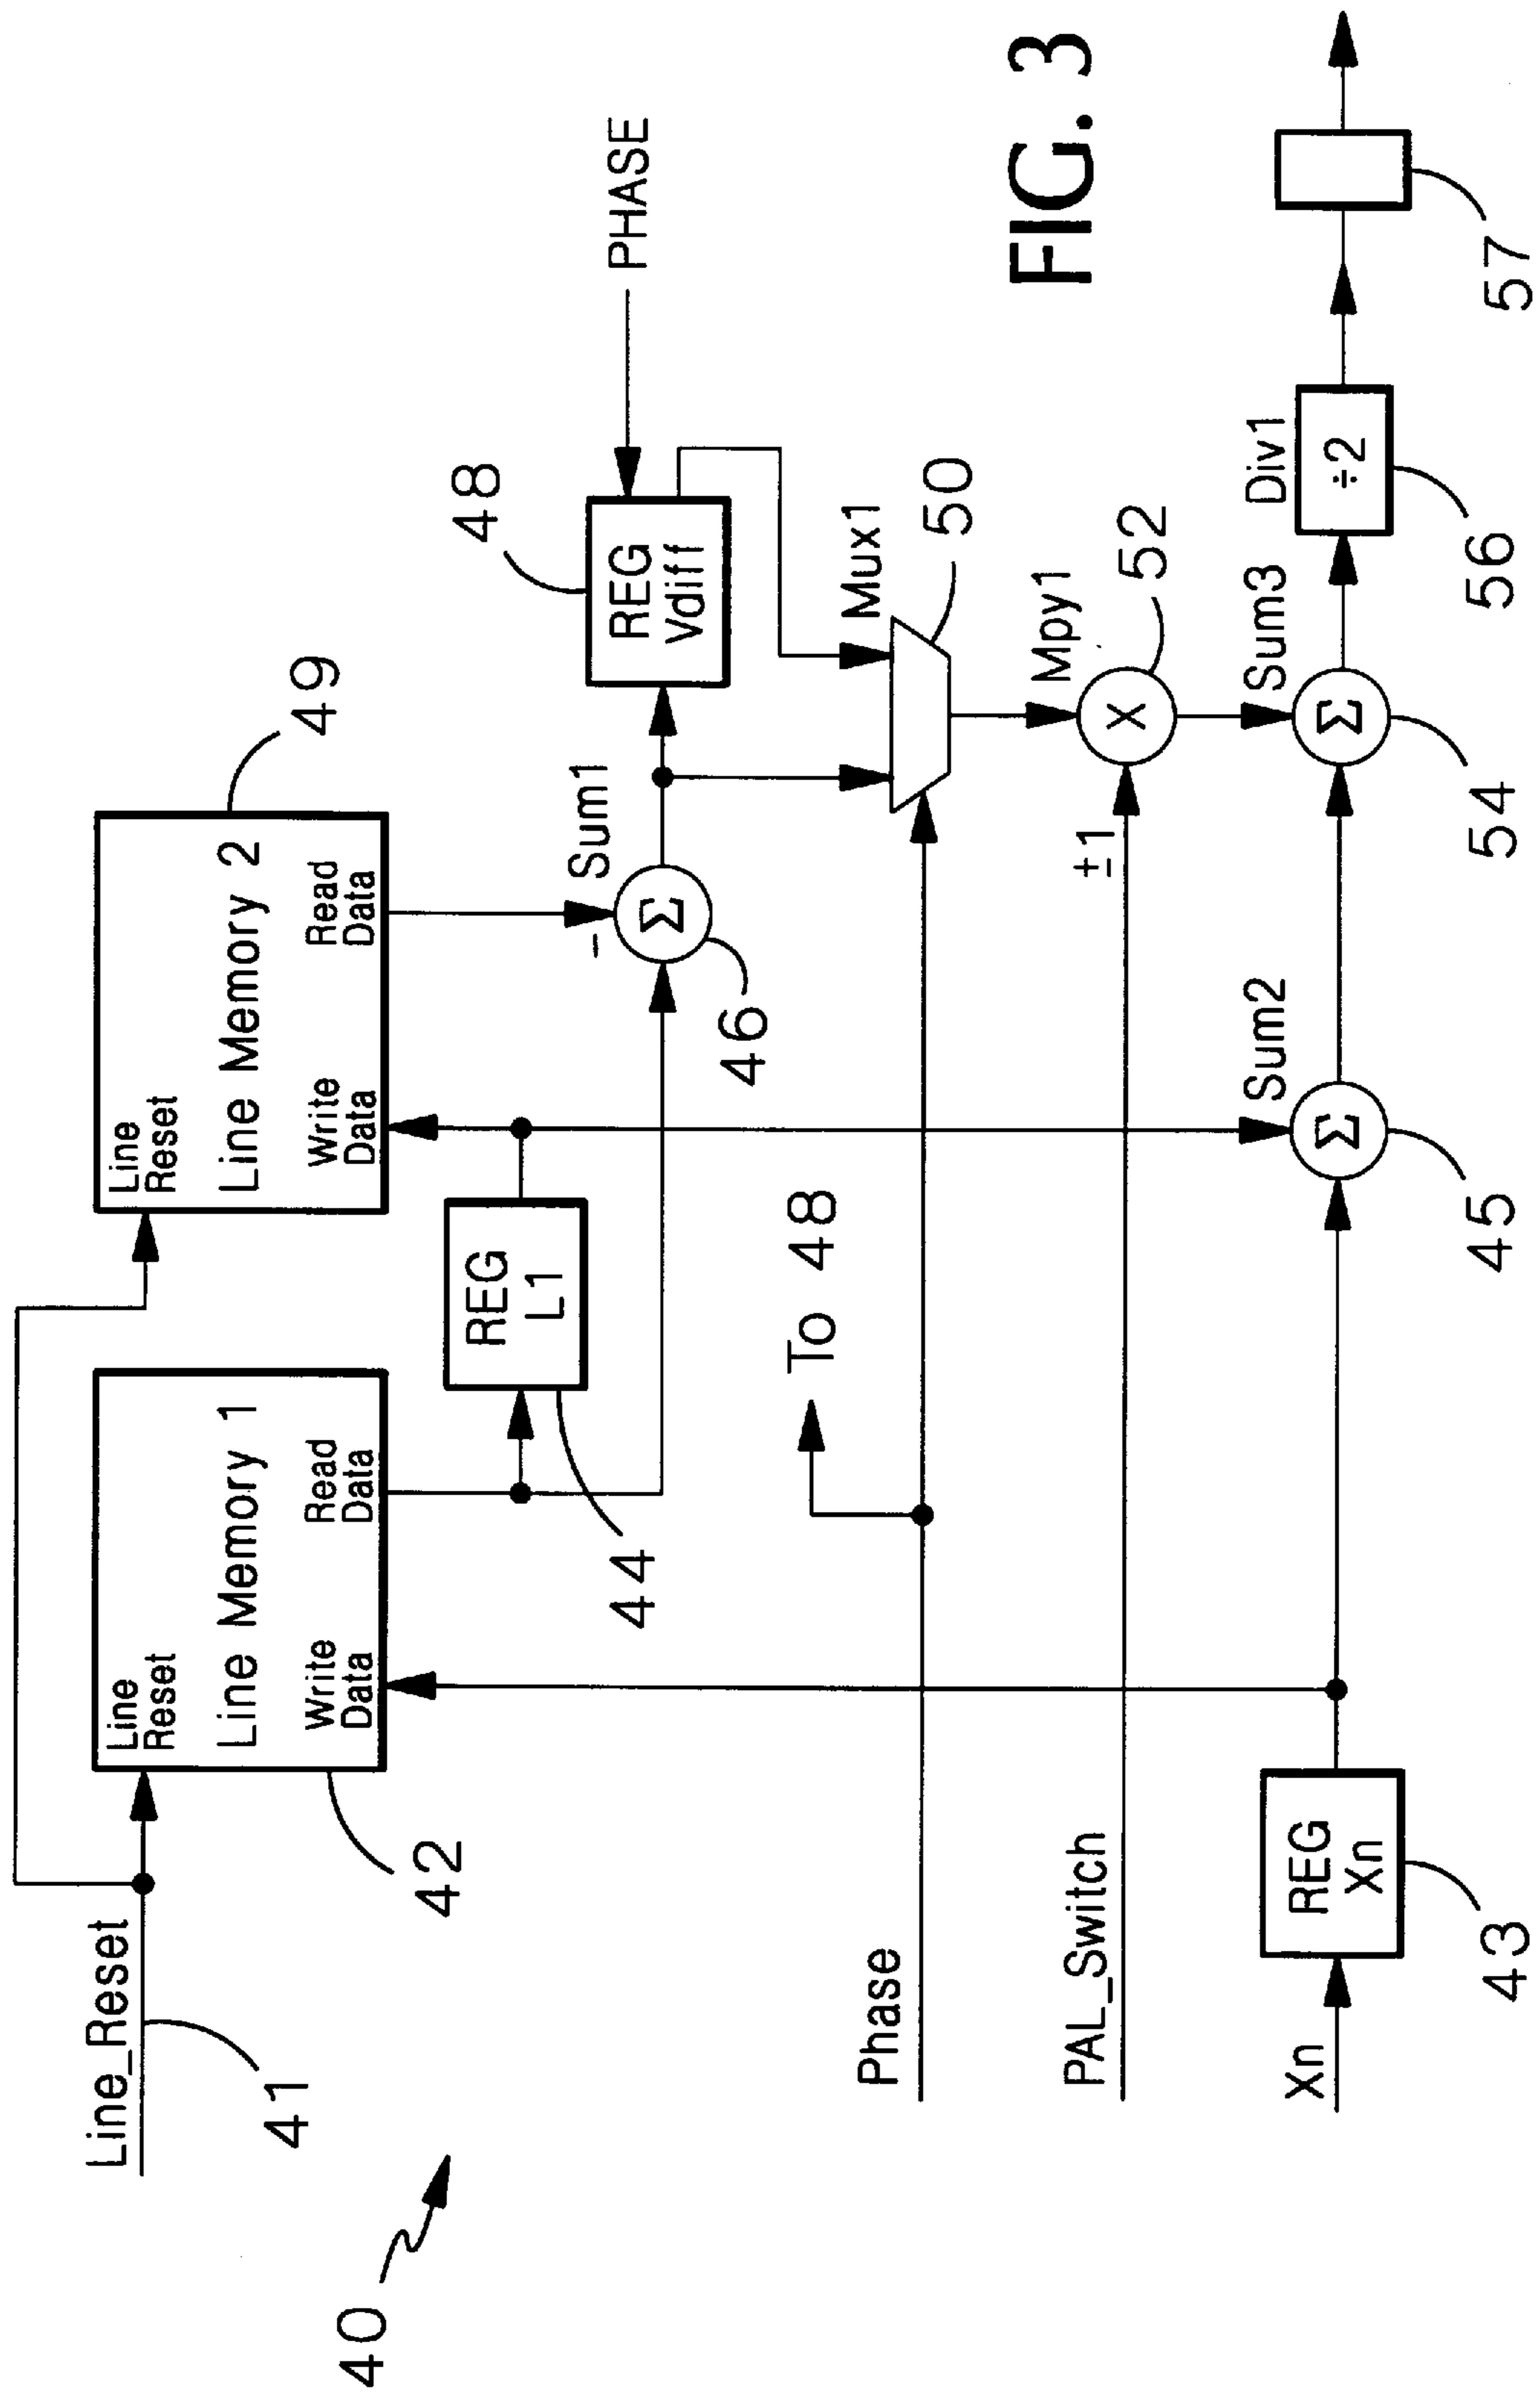 40
Line_Reset
41
Line
Reset
Line Memory 1
Write
Data
Read
Data
42
Line
Reset
Line Memory 2
Write
Data
Read
Data
49
REG
L1
44
-
Sum1
Σ
46
REG
Vdiff
48
PHASE
To 48
Phase
Mux1
50
PAL_Switch
±1
Mpy1
X
52
Xn
REG
Xn
43
Sum2
Σ
45
Sum3
Σ
54
Div1
÷2
56
57
FIG. 3